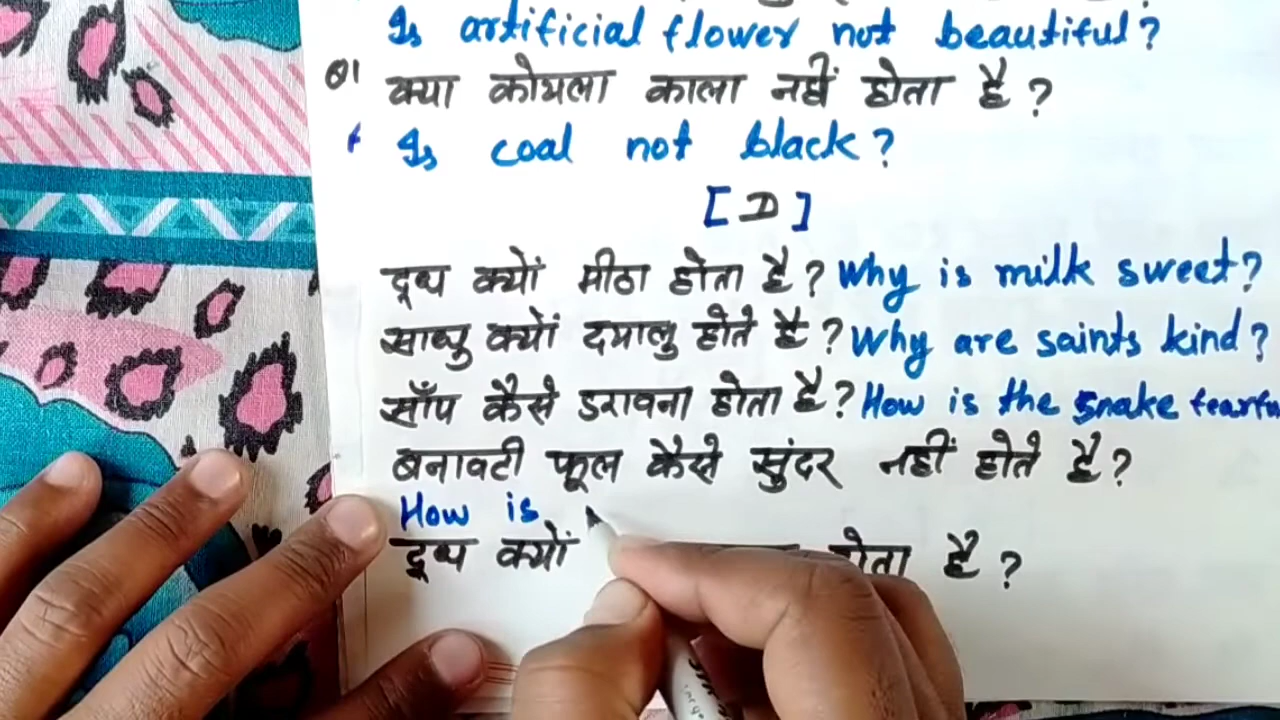 Is artificial flower not beautiful?
क्या कोयला काला नहीं होता है ?
Is coal not black?
[D]
दूध क्यों मीठा होता है ? Why is milk sweet?
साधु क्यों दयालु होते है ? Why are saints kind?
साँप कैसे डरावना होता है ? How is the snake
बनावटी फूल कैसे सुंदर नहीं होते है ?
How is
दूध क्यों होता है ?